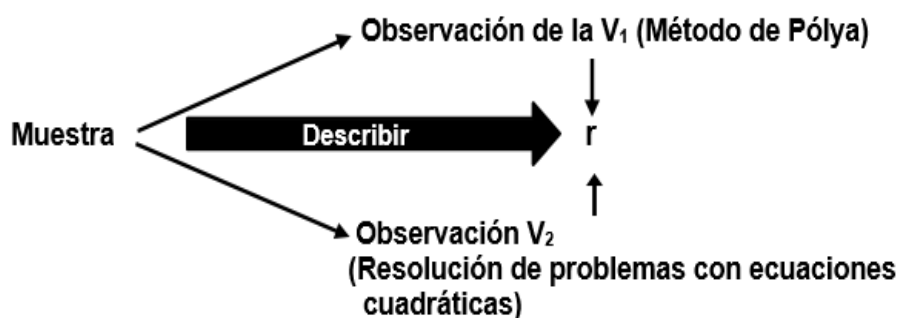 Observación de la V₁ (Método de Pólya)
Muestra
Describir
r
Observación V₂
(Resolución de problemas con ecuaciones
cuadráticas)